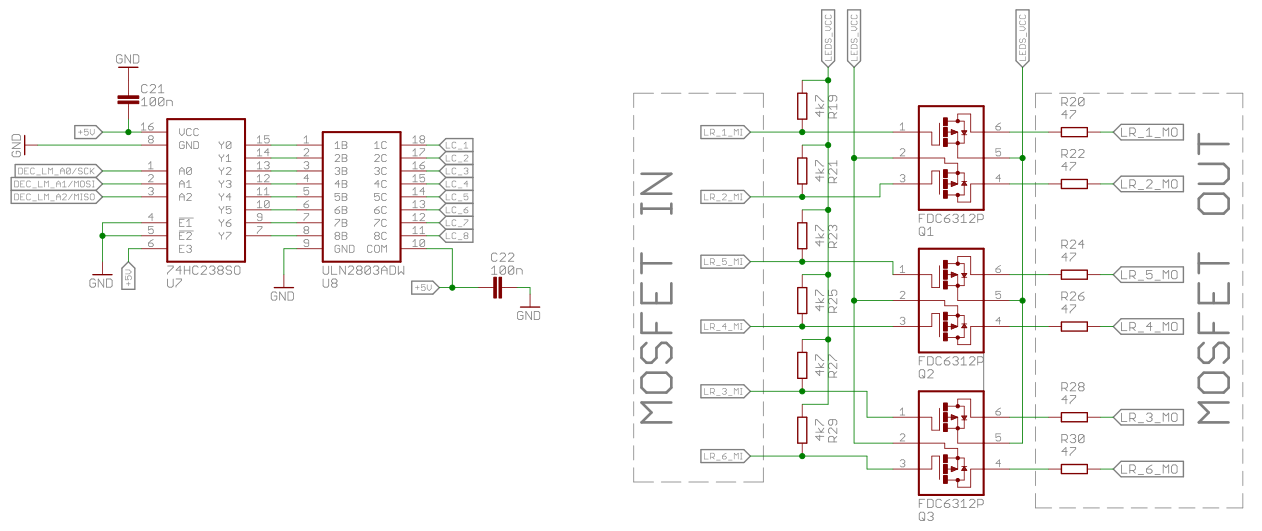 GND
C21
100n
+5V
GND
16
8
VCC
GND
Y0
Y1
Y2
Y3
Y4
Y5
Y6
Y7
15
14
13
12
11
10
9
7
DEC_LM_A0/SCK
DEC_LM_A1/MOSI
DEC_LM_A2/MISO
1
2
3
A0
A1
A2
4
5
6
E1
E2
E3
GND
+5V
74HC238SO
U7
1
2
3
4
5
6
7
8
9
1B
2B
3B
4B
5B
6B
7B
8B
GND
1C
2C
3C
4C
5C
6C
7C
8C
COM
18
17
16
15
14
13
12
11
10
LC_1
LC_2
LC_3
LC_4
LC_5
LC_6
LC_7
LC_8
GND
ULN2803ADW
U8
+5V
C22
100n
GND
MOSFET IN
LR_1_MI
LR_2_MI
LR_5_MI
LR_4_MI
LR_3_MI
LR_6_MI
LEDS_VCC
LEDS_VCC
LEDS_VCC
4k7
R19
4k7
R21
4k7
R23
4k7
R25
4k7
R27
4k7
R29
1
2
3
6
5
4
FDC6312P
Q1
1
2
3
6
5
4
FDC6312P
Q2
1
2
3
6
5
4
FDC6312P
Q3
R20
47
LR_1_MO
R22
47
LR_2_MO
R24
47
LR_5_MO
R26
47
LR_4_MO
R28
47
LR_3_MO
R30
47
LR_6_MO
MOSFET OUT